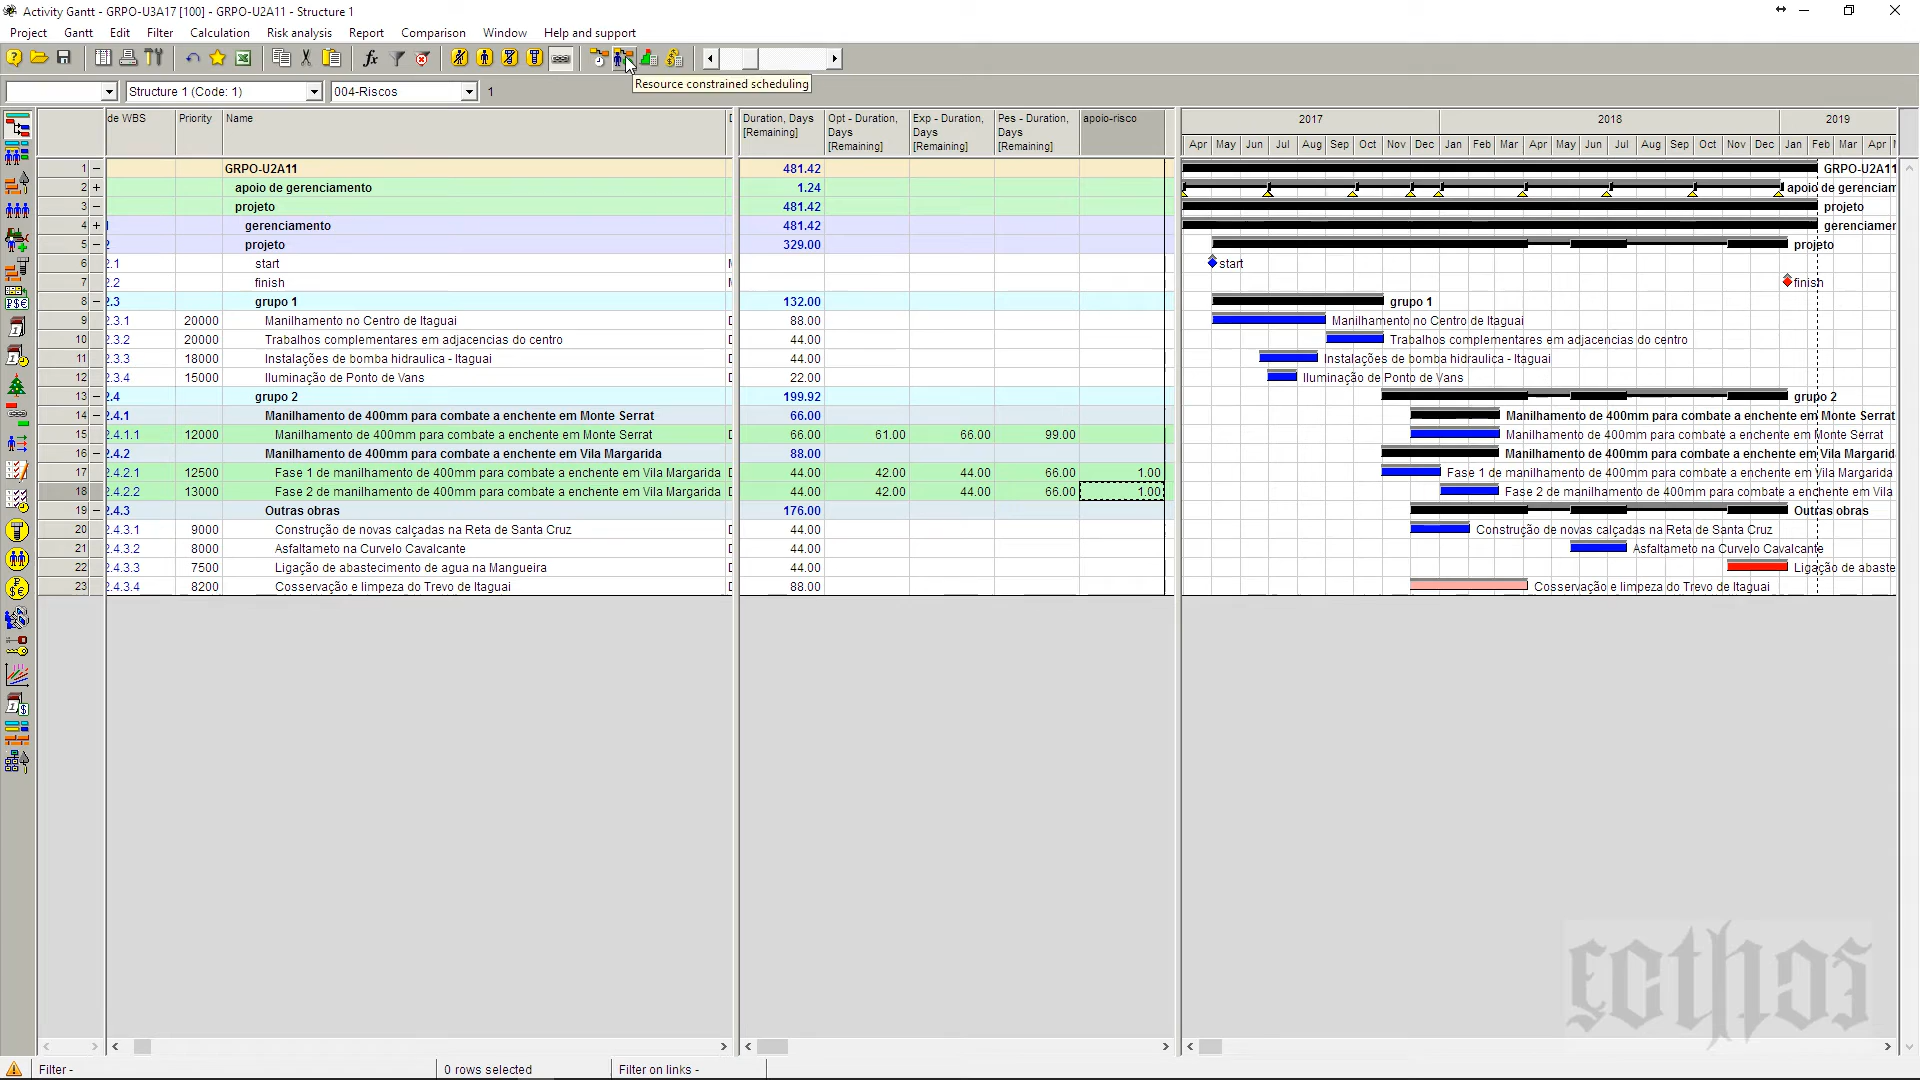 Activity Gantt - GRPO-U3A17 [100] - GRPO-U2A11 - Structure 1
Project Gantt Edit Filter Calculation Risk analysis Report Comparison Window Help and support
Resource constrained scheduling
Structure 1 (Code: 1) 004-Riscos 1
de WBS Priority Name Duration, Days [Remaining] Opt - Duration, Days [Remaining] Exp - Duration, Days [Remaining] Pes - Duration, Days [Remaining] apoio-risco
2017 2018 2019
Apr May Jun Jul Aug Sep Oct Nov Dec Jan Feb Mar Apr May Jun Jul Aug Sep Oct Nov Dec Jan Feb Mar Apr
1 GRPO-U2A11 481.42 GRPO-U2A11
2 apoio de gerenciamento 1.24 apoio de gerenciam
3 projeto 481.42 projeto
4 gerenciamento 481.42 gerenciamer
5 2 projeto 329.00 projeto
6 2.1 start start
7 2.2 finish finish
8 2.3 grupo 1 132.00 grupo 1
9 2.3.1 20000 Manilhamento no Centro de Itaguai 88.00 Manilhamento no Centro de Itaguai
10 2.3.2 20000 Trabalhos complementares em adjacencias do centro 44.00 Trabalhos complementares em adjacencias do centro
11 2.3.3 18000 Instalações de bomba hidraulica - Itaguai 44.00 Instalações de bomba hidraulica - Itaguai
12 2.3.4 15000 Iluminação de Ponto de Vans 22.00 Iluminação de Ponto de Vans
13 2.4 grupo 2 199.92 grupo 2
14 2.4.1 Manilhamento de 400mm para combate a enchente em Monte Serrat 66.00 Manilhamento de 400mm para combate a enchente em Monte Serrat
15 2.4.1.1 12000 Manilhamento de 400mm para combate a enchente em Monte Serrat 66.00 61.00 66.00 99.00 Manilhamento de 400mm para combate a enchente em Monte Serrat
16 2.4.2 Manilhamento de 400mm para combate a enchente em Vila Margarida 88.00 Manilhamento de 400mm para combate a enchente em Vila Margarid
17 2.4.2.1 12500 Fase 1 de manilhamento de 400mm para combate a enchente em Vila Margarida 44.00 42.00 44.00 66.00 1.00 Fase 1 de manilhamento de 400mm para combate a enchente em Vila Margarida
18 2.4.2.2 13000 Fase 2 de manilhamento de 400mm para combate a enchente em Vila Margarida 44.00 42.00 44.00 66.00 1.00 Fase 2 de manilhamento de 400mm para combate a enchente em Vila
19 2.4.3 Outras obras 176.00 Outras obras
20 2.4.3.1 9000 Construção de novas calçadas na Reta de Santa Cruz 44.00 Construção de novas calçadas na Reta de Santa Cruz
21 2.4.3.2 8000 Asfaltameto na Curvelo Cavalcante 44.00 Asfaltameto na Curvelo Cavalcante
22 2.4.3.3 7500 Ligação de abastecimento de agua na Mangueira 44.00 Ligação de abaste
23 2.4.3.4 8200 Cosservação e limpeza do Trevo de Itaguai 88.00 Cosservação e limpeza do Trevo de Itaguai
Filter - 0 rows selected Filter on links -